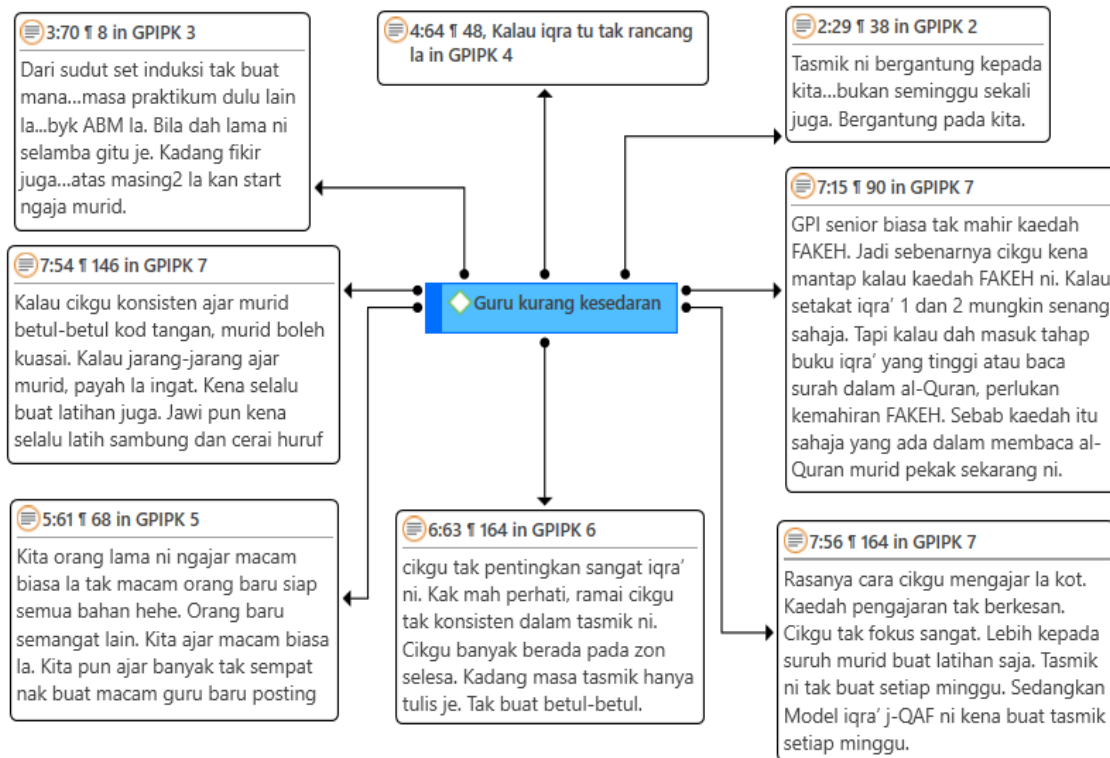 3:70 ¶ 8 in GPIPK 3
Dari sudut set induksi tak buat
mana...masa praktikum dulu lain
la...byk ABM la. Bila dah lama ni
selamba gitu je. Kadang fikir
juga...atas masing2 la kan start
ngaja murid.
4:64 ¶ 48, Kalau iqra tu tak rancang
la in GPIPK 4
2:29 ¶ 38 in GPIPK 2
Tasmik ni bergantung kepada
kita...bukan seminggu sekali
juga. Bergantung pada kita.
7:54 ¶ 146 in GPIPK 7
Kalau cikgu konsisten ajar murid
betul-betul kod tangan, murid boleh
kuasai. Kalau jarang-jarang ajar
murid, payah la ingat. Kena selalu
buat latihan juga. Jawi pun kena
selalu latih sambung dan cerai huruf
Guru kurang kesedaran
7:15 ¶ 90 in GPIPK 7
GPI senior biasa tak mahir kaedah
FAKEH. Jadi sebenarnya cikgu kena
mantap kalau kaedah FAKEH ni. Kalau
setakat iqra’ 1 dan 2 mungkin senang
sahaja. Tapi kalau dah masuk tahap
buku iqra’ yang tinggi atau baca
surah dalam al-Quran, perlukan
kemahiran FAKEH. Sebab kaedah itu
sahaja yang ada dalam membaca al-
Quran murid pekak sekarang ni.
5:61 ¶ 68 in GPIPK 5
Kita orang lama ni ngajar macam
biasa la tak macam orang baru siap
semua bahan hehe. Orang baru
semangat lain. Kita ajar macam biasa
la. Kita pun ajar banyak tak sempat
nak buat macam guru baru posting
6:63 ¶ 164 in GPIPK 6
cikgu tak pentingkan sangat iqra’
ni. Kak mah perhati, ramai cikgu
tak konsisten dalam tasmik ni.
Cikgu banyak berada pada zon
selesa. Kadang masa tasmik hanya
tulis je. Tak buat betul-betul.
7:56 ¶ 164 in GPIPK 7
Rasanya cara cikgu mengajar la kot.
Kaedah pengajaran tak berkesan.
Cikgu tak fokus sangat. Lebih kepada
suruh murid buat latihan saja. Tasmik
ni tak buat setiap minggu. Sedangkan
Model iqra’ j-QAF ni kena buat tasmik
setiap minggu.